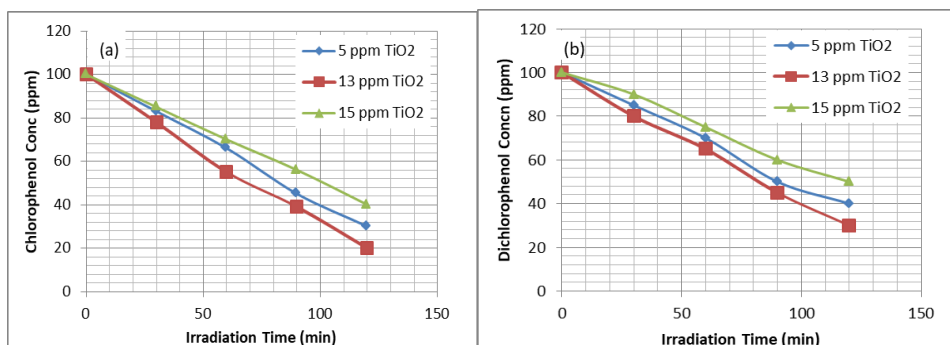 (a)
5 ppm TiO2
13 ppm TiO2
15 ppm TiO2
Chlorophenol Conc (ppm)
120
100
80
60
40
20
0
0 50 100 150
Irradiation Time (min)
(b)
5 ppm TiO2
13 ppm TiO2
15 ppm TiO2
Dichlorophenol Concn (ppm)
120
100
80
60
40
20
0
0 50 100 150
Irradiation Time (min)